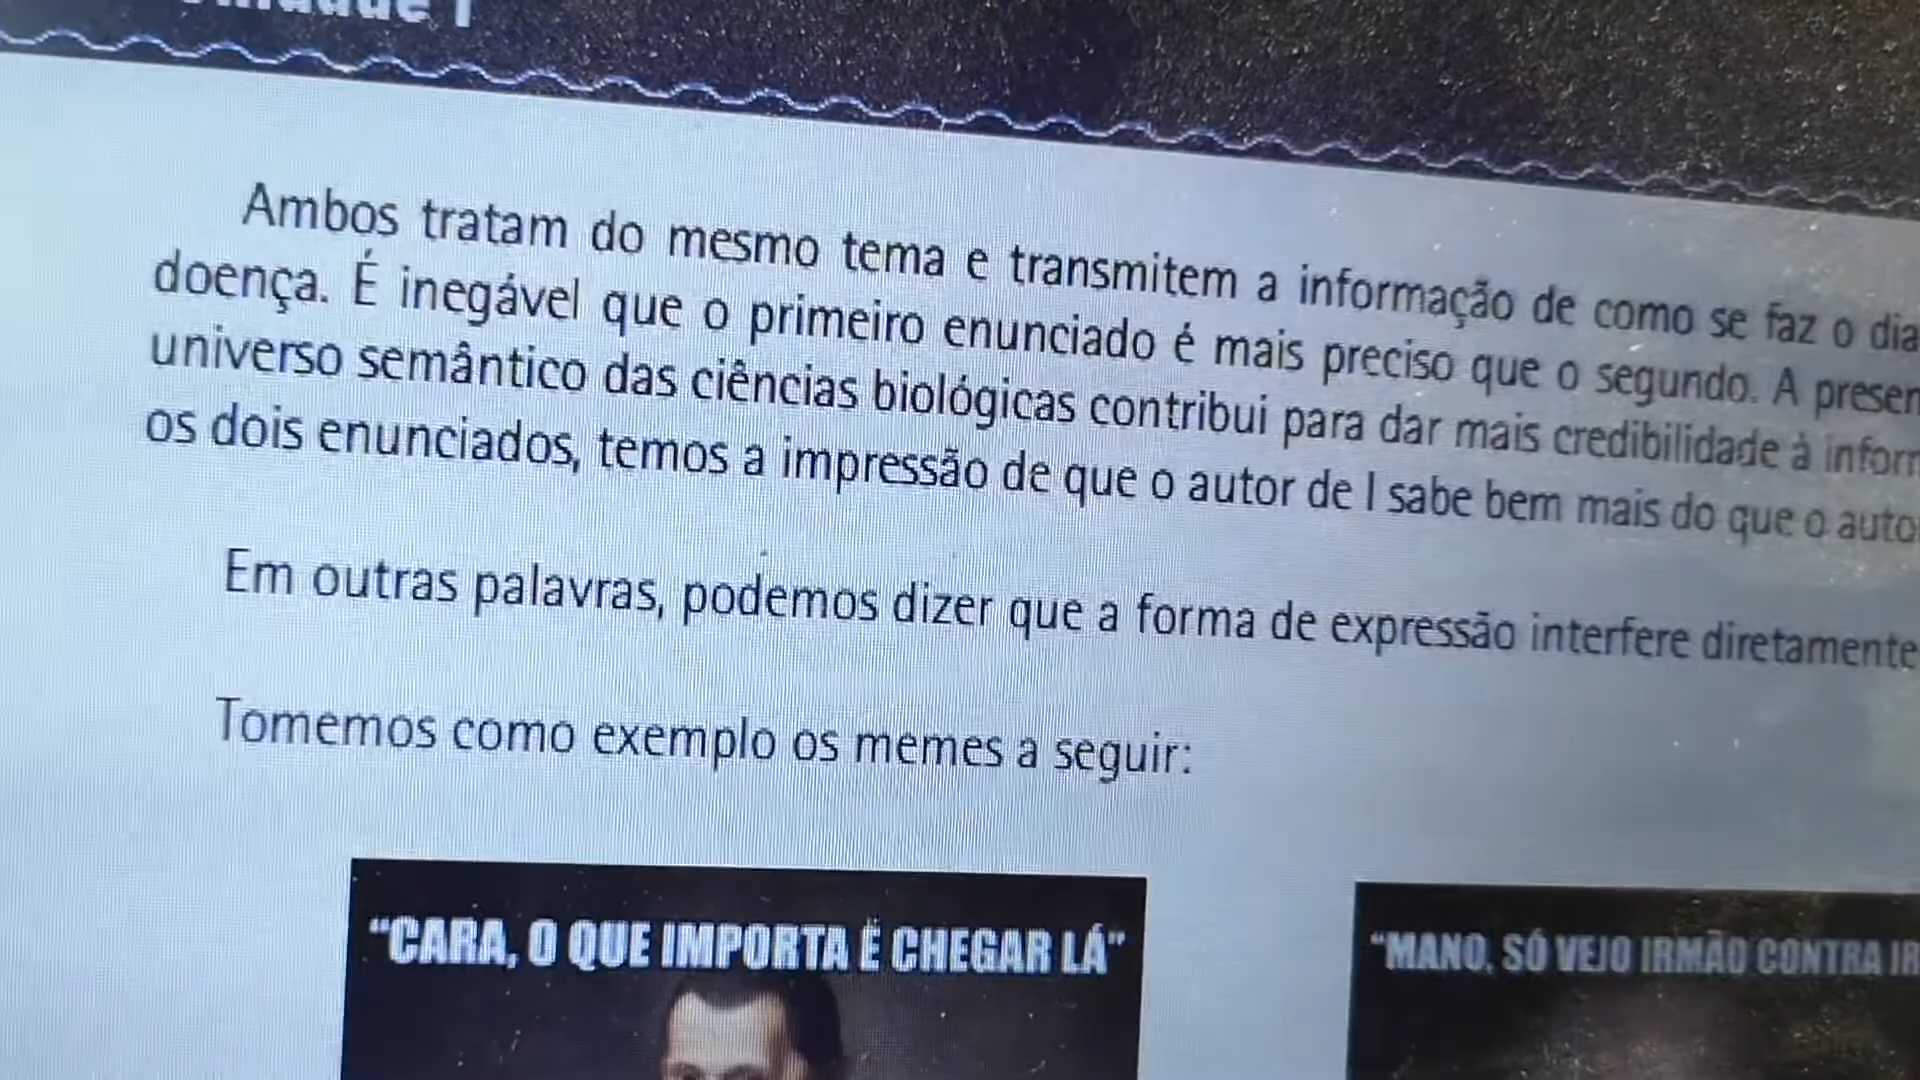 Ambos tratam do mesmo tema e transmitem a informação de como se faz o dia
doença. É inegável que o primeiro enunciado é mais preciso que o segundo. A presen
universo semântico das ciências biológicas contribui para dar mais credibilidade à inform
os dois enunciados, temos a impressão de que o autor de I sabe bem mais do que o auto
Em outras palavras, podemos dizer que a forma de expressão interfere diretamente
Tomemos como exemplo os memes a seguir:
“CARA, O QUE IMPORTA É CHEGAR LÁ”
“MANO, SÓ VEJO IRMÃO CONTRA IR